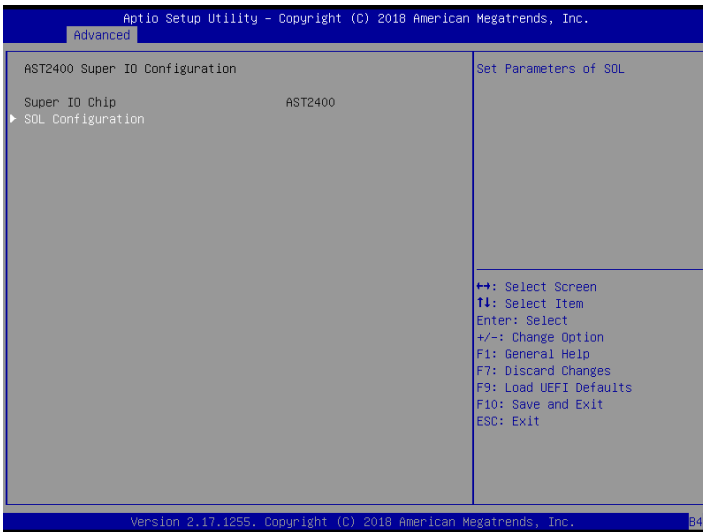 Aptio Setup Utility – Copyright (C) 2018 American Megatrends, Inc.
Advanced
AST2400 Super IO Configuration
Super IO Chip AST2400
SOL Configuration
Set Parameters of SOL
↔: Select Screen
↑↓: Select Item
Enter: Select
+/-: Change Option
F1: General Help
F7: Discard Changes
F9: Load UEFI Defaults
F10: Save and Exit
ESC: Exit
Version 2.17.1255. Copyright (C) 2018 American Megatrends, Inc.
B4